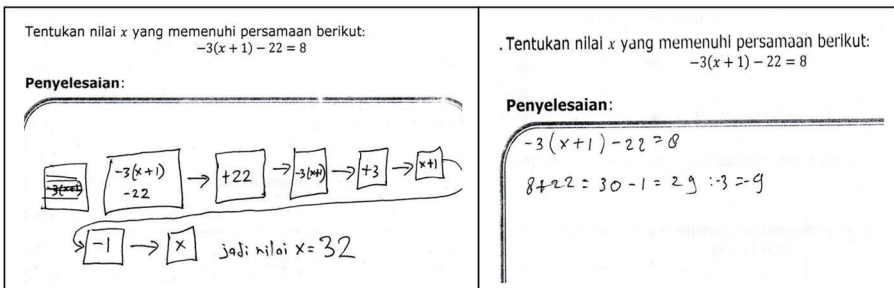 Tentukan nilai x yang memenuhi persamaan berikut:
−3(x + 1) − 22 = 8
Penyelesaian:
-3(x+1) -22 → +22 → -3(x+1) → +3 → x+1
-1 → x jadi nilai x = 32
. Tentukan nilai x yang memenuhi persamaan berikut:
−3(x + 1) − 22 = 8
Penyelesaian:
-3(x+1)-22=8
8+22 = 30 - 1 = 29 : -3 = -9